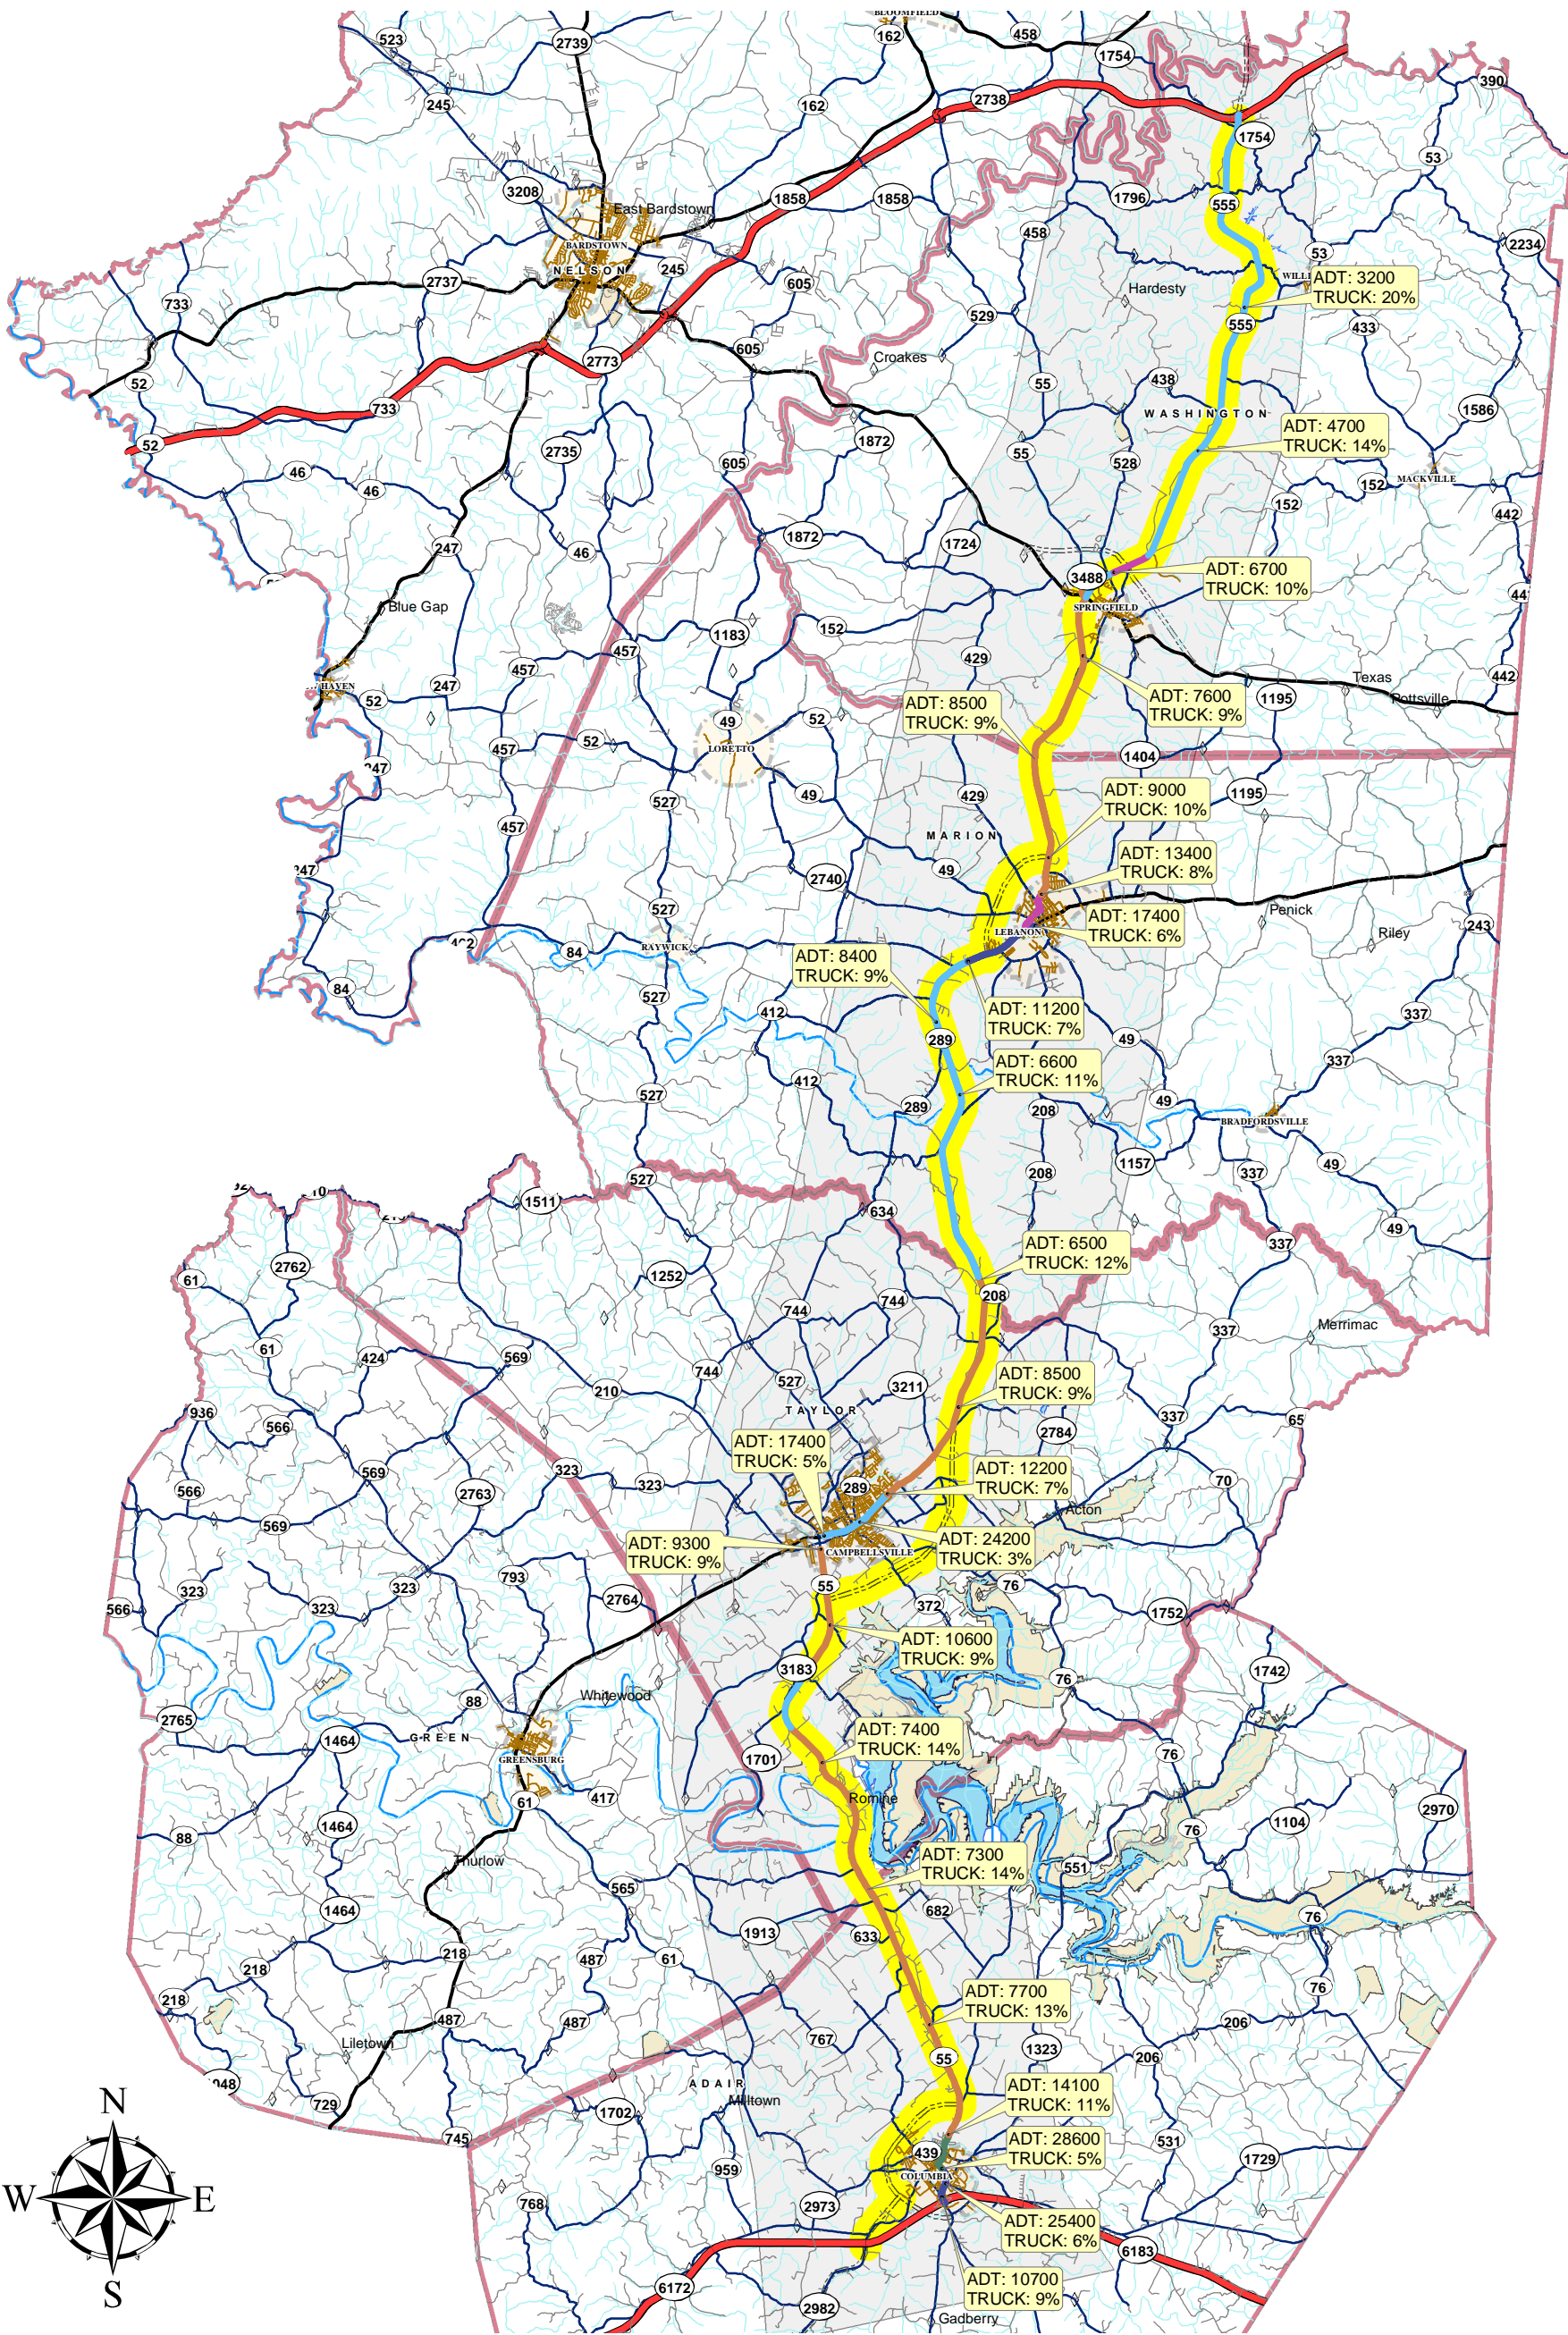 BLOOMFIELD
523
2739
162
458
1754
245
162
2738
390
1754
53
3208
East Bardstown
1858
1858
1796
555
BARDSTOWN
NELSON
458
53
2234
245
2737
605
733
Hardesty
ADT: 3200
TRUCK: 20%
529
555
433
605
Croakes
2773
52
55
438
733
WASHINGTON
1586
ADT: 4700
TRUCK: 14%
1872
52
2735
55
528
605
46
46
152
MACKVILLE
152
442
1872
1724
247
46
ADT: 6700
TRUCK: 10%
3488
SPRINGFIELD
Blue Gap
1183
152
457
457
429
442
Texas
HAVEN
247
52
ADT: 7600
TRUCK: 9%
1195
Pottsville
ADT: 8500
TRUCK: 9%
49
52
52
457
LORETTO
1404
247
ADT: 9000
TRUCK: 10%
1195
49
429
527
457
MARION
ADT: 13400
TRUCK: 8%
49
2740
527
Penick
ADT: 17400
TRUCK: 6%
LEBANON
243
Riley
RAYWICK
84
ADT: 8400
TRUCK: 9%
84
527
412
ADT: 11200
TRUCK: 7%
337
289
49
337
ADT: 6600
TRUCK: 11%
412
527
289
208
49
BRADFORDSVILLE
1157
49
208
337
527
1511
634
49
337
ADT: 6500
TRUCK: 12%
2762
61
1252
208
744
744
Merrimac
337
61
424
569
744
527
210
3211
ADT: 8500
TRUCK: 9%
TAYLOR
936
566
337
65
2784
ADT: 17400
TRUCK: 5%
323
569
ADT: 12200
TRUCK: 7%
70
323
289
566
2763
Acton
569
ADT: 9300
TRUCK: 9%
ADT: 24200
TRUCK: 3%
CAMPBELLSVILLE
793
55
76
323
323
2764
372
566
323
1752
ADT: 10600
TRUCK: 9%
3183
76
1742
Whitewood
88
2765
1464
GREEN
ADT: 7400
TRUCK: 14%
GREENSBURG
1701
76
Romine
417
61
2970
1464
1104
76
88
ADT: 7300
TRUCK: 14%
Thurlow
551
565
1464
682
76
1913
633
218
487
61
218
76
ADT: 7700
TRUCK: 13%
218
487
487
206
767
Liletown
1323
55
206
ADAIR
ADT: 14100
TRUCK: 11%
729
1702
Milltown
745
ADT: 28600
TRUCK: 5%
531
439
COLUMBIA
1729
959
N
W
E
S
768
2973
ADT: 25400
TRUCK: 6%
6183
ADT: 10700
TRUCK: 9%
6172
2982
Gadberry